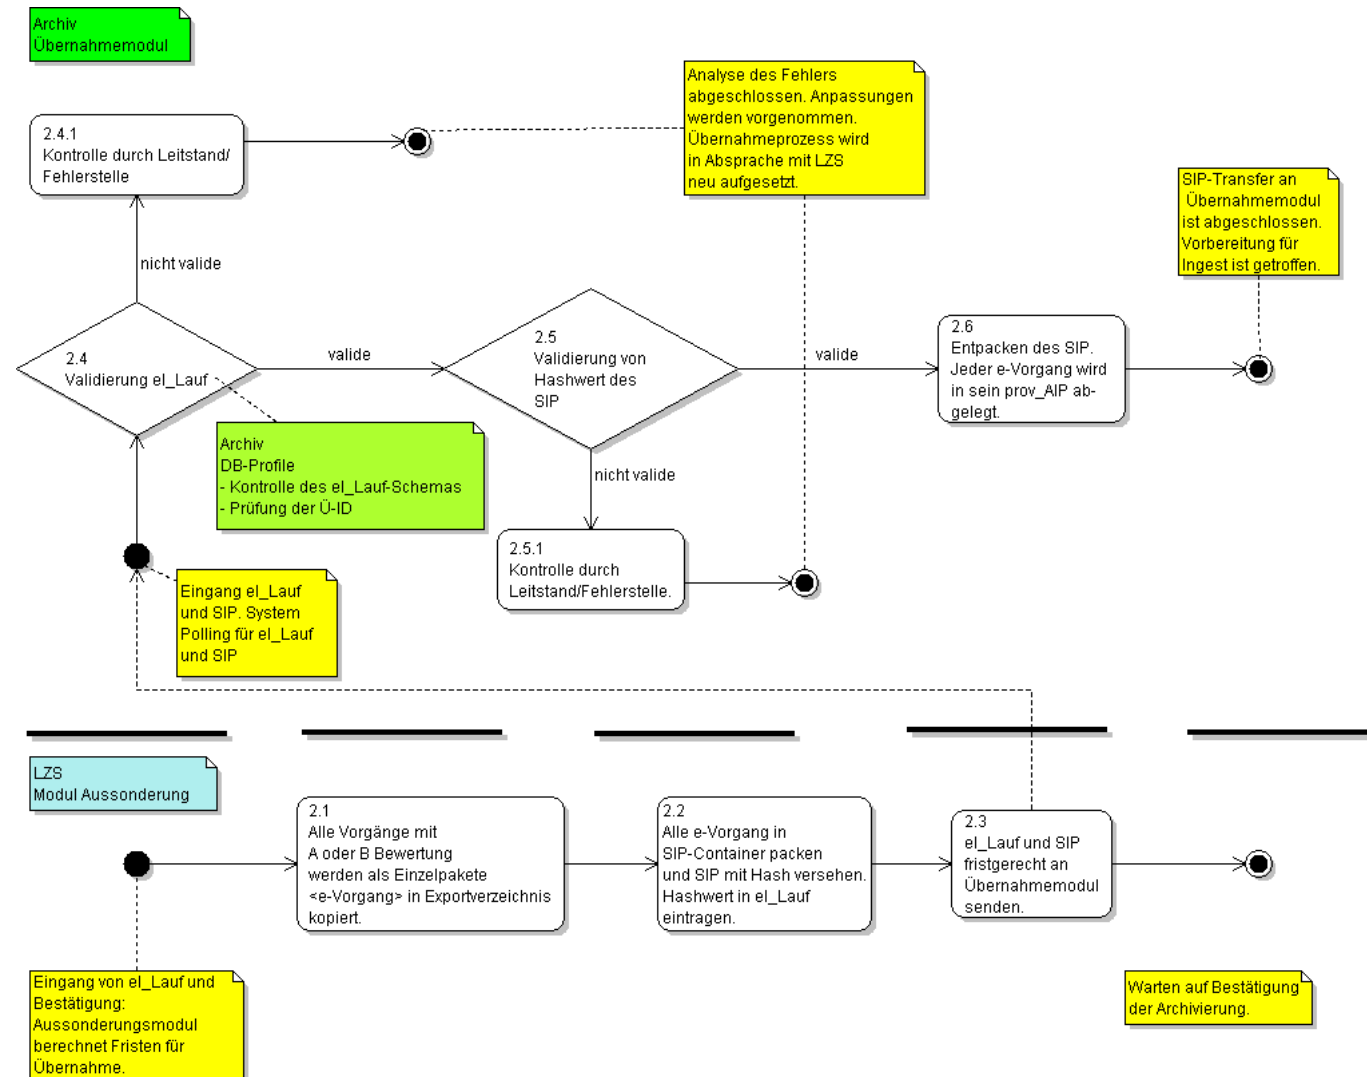 Archiv
Übernahmemodul
Analyse des Fehlers
abgeschlossen. Anpassungen
werden vorgenommen.
Übernahmeprozess wird
in Absprache mit LZS
neu aufgesetzt.
2.4.1
Kontrolle durch Leitstand/
Fehlerstelle
SIP-Transfer an
Übernahmemodul
ist abgeschlossen.
Vorbereitung für
Ingest ist getroffen.
nicht valide
2.4
Validierung el_Lauf
valide
2.5
Validierung von
Hashwert des
SIP
valide
2.6
Entpacken des SIP.
Jeder e-Vorgang wird
in sein prov_AIP ab-
gelegt.
Archiv
DB-Profile
- Kontrolle des el_Lauf-Schemas
- Prüfung der Ü-ID
nicht valide
2.5.1
Kontrolle durch
Leitstand/Fehlerstelle.
Eingang el_Lauf
und SIP. System
Polling für el_Lauf
und SIP
LZS
Modul Aussonderung
2.1
Alle Vorgänge mit
A oder B Bewertung
werden als Einzelpakete
<e-Vorgang> in Exportverzeichnis
kopiert.
2.2
Alle e-Vorgang in
SIP-Container packen
und SIP mit Hash versehen.
Hashwert in el_Lauf
eintragen.
2.3
el_Lauf und SIP
fristgerecht an
Übernahmemodul
senden.
Eingang von el_Lauf und
Bestätigung:
Aussonderungsmodul
berechnet Fristen für
Übernahme.
Warten auf Bestätigung
der Archivierung.